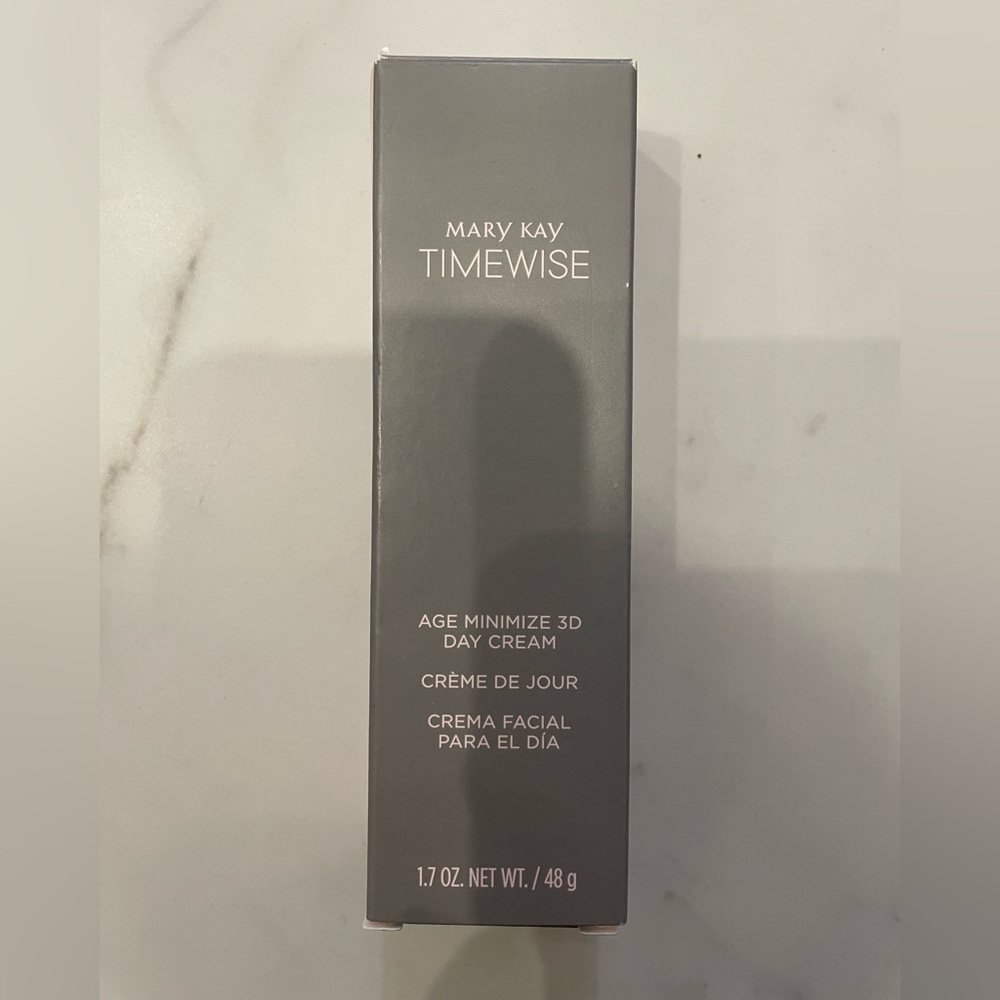 MARY KAY
TIMEWISE
AGE MINIMIZE 3D
DAY CREAM
CRÈME DE JOUR
CREMA FACIAL
PARA EL DÍA
1.7 OZ. NET WT. / 48 g